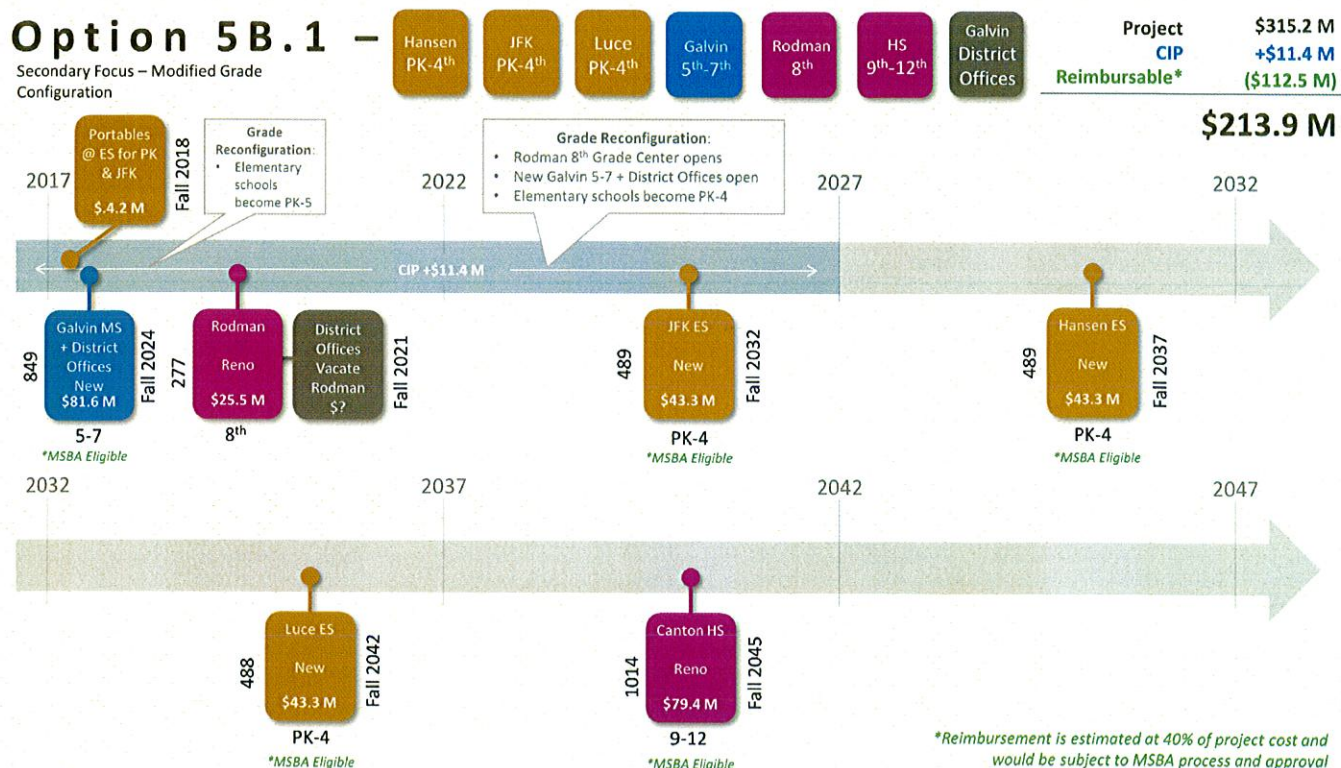 Option 5B.1 –
Secondary Focus – Modified Grade
Configuration
Hansen
PK-4th
JFK
PK-4th
Luce
PK-4th
Galvin
5th-7th
Rodman
8th
HS
9th-12th
Galvin
District
Offices
Project $315.2 M
CIP +$11.4 M
Reimbursable* ($112.5 M)
$213.9 M
2017
Portables
@ ES for PK
& JFK
$.4.2 M
Fall 2018
Grade
Reconfiguration:
• Elementary
schools
become PK-5
2022
Grade Reconfiguration:
• Rodman 8th Grade Center opens
• New Galvin 5-7 + District Offices open
• Elementary schools become PK-4
2027
2032
CIP +$11.4 M
849
Galvin MS
+ District
Offices
New
$81.6 M
Fall 2024
5-7
*MSBA Eligible
277
Rodman
Reno
$25.5 M
8th
District
Offices
Vacate
Rodman
$?
Fall 2021
489
JFK ES
New
$43.3 M
Fall 2032
PK-4
*MSBA Eligible
489
Hansen ES
New
$43.3 M
Fall 2037
PK-4
*MSBA Eligible
2032
2037
2042
2047
488
Luce ES
New
$43.3 M
Fall 2042
PK-4
*MSBA Eligible
1014
Canton HS
Reno
$79.4 M
Fall 2045
9-12
*MSBA Eligible
*Reimbursement is estimated at 40% of project cost and
would be subject to MSBA process and approval